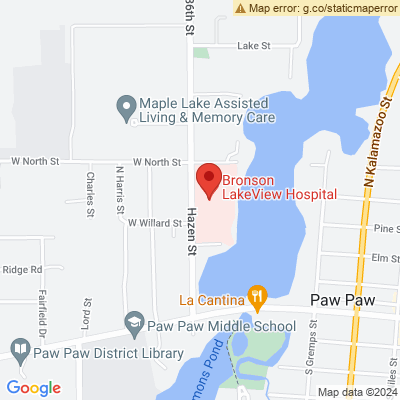 Map error: g.co/staticmaperror
36th St
Lake St
N Kalamazoo St
Maple Lake Assisted
Living & Memory Care
W North St
W North St
Bronson
LakeView Hospital
Charles St
N Harris St
Hazen St
W Willard St
Pine S
Elm St
Ridge Rd
La Cantina
Paw Paw
Fairfield Dr
Lord St
Paw Paw Middle School
Paw Paw District Library
mons Pond
S Gremps St
iles St
Google
Map data ©2024